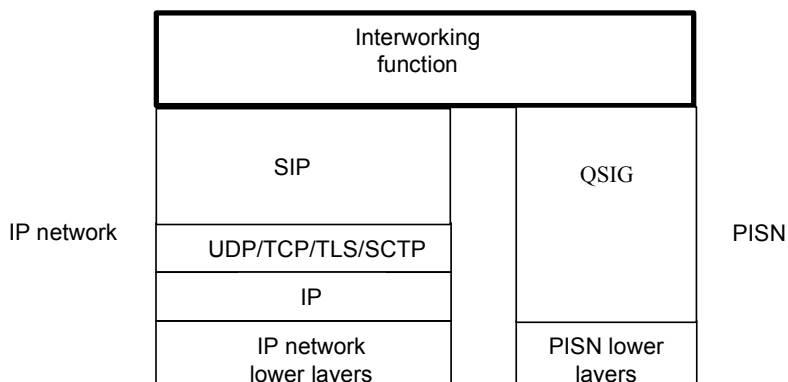 Interworking
function
SIP
QSIG
IP network
UDP/TCP/TLS/SCTP
PISN
IP
IP network
lower layers
PISN lower
layers